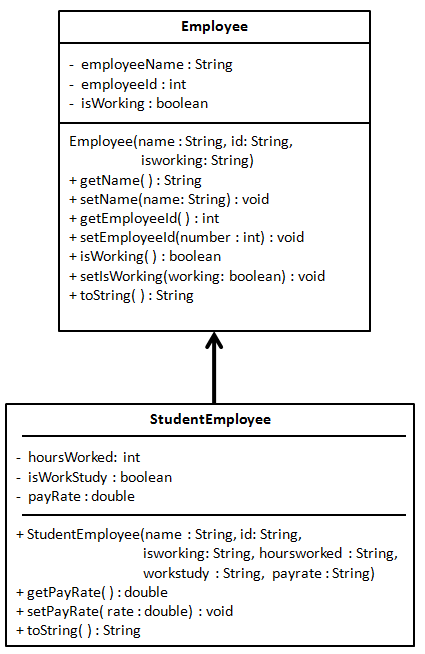 Employee
- employeeName : String
- employeeId : int
- isWorking : boolean
Employee(name : String, id: String,
isworking: String)
+ getName( ) : String
+ setName(name: String) : void
+ getEmployeeId( ) : int
+ setEmployeeId(number : int) : void
+ isWorking( ) : boolean
+ setIsWorking(working: boolean) : void
+ toString( ) : String
StudentEmployee
- hoursWorked: int
- isWorkStudy : boolean
- payRate : double
+ StudentEmployee(name : String, id: String,
isworking: String, hoursworked : String,
workstudy : String, payrate : String)
+ getPayRate( ) : double
+ setPayRate( rate : double) : void
+ toString( ) : String